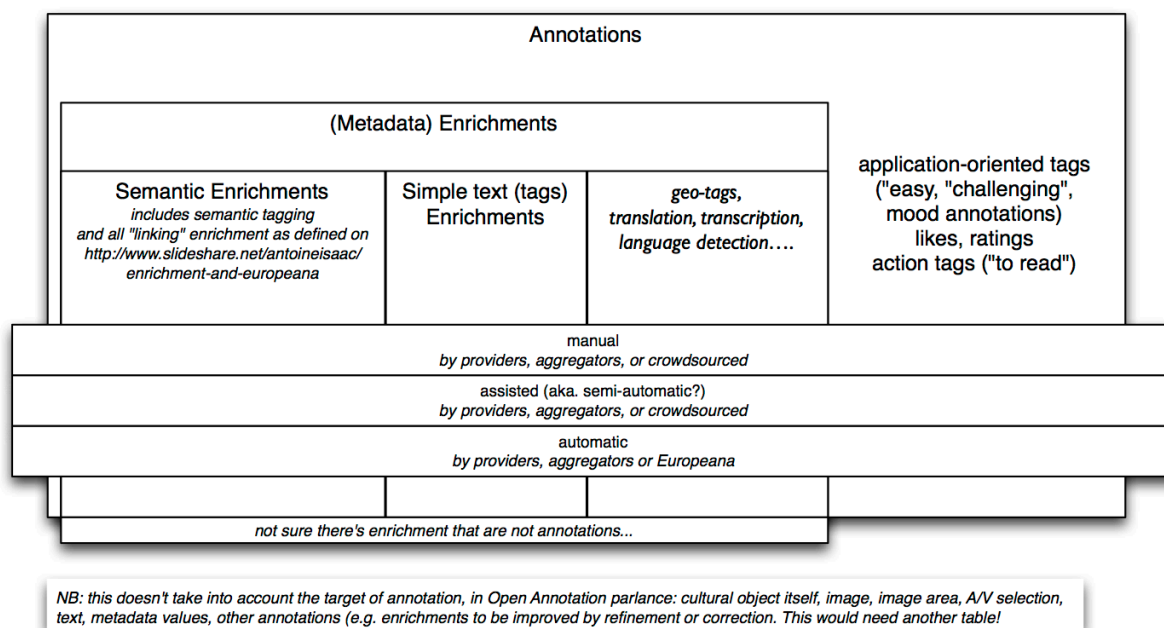 Annotations
(Metadata) Enrichments
Semantic Enrichments
includes semantic tagging
and all "linking" enrichment as defined on
http://www.slideshare.net/antoineisaac/
enrichment-and-europeana
Simple text (tags)
Enrichments
geo-tags,
translation, transcription,
language detection....
application-oriented tags
("easy, "challenging",
mood annotations)
likes, ratings
action tags ("to read")
manual
by providers, aggregators, or crowdsourced
assisted (aka. semi-automatic?)
by providers, aggregators, or crowdsourced
automatic
by providers, aggregators or Europeana
not sure there's enrichment that are not annotations...
NB: this doesn't take into account the target of annotation, in Open Annotation parlance: cultural object itself, image, image area, A/V selection,
text, metadata values, other annotations (e.g. enrichments to be improved by refinement or correction. This would need another table!